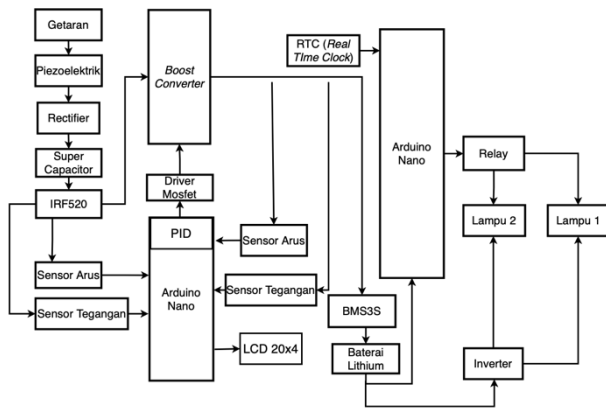 Getaran
Piezoelektrik
Rectifier
Super
Capacitor
IRF520
Sensor Arus
Sensor Tegangan
Boost
Converter
Driver
Mosfet
PID
Arduino
Nano
Sensor Arus
Sensor Tegangan
LCD 20x4
RTC (Real
TIme Clock)
BMS3S
Baterai
Lithium
Arduino
Nano
Relay
Lampu 2
Lampu 1
Inverter